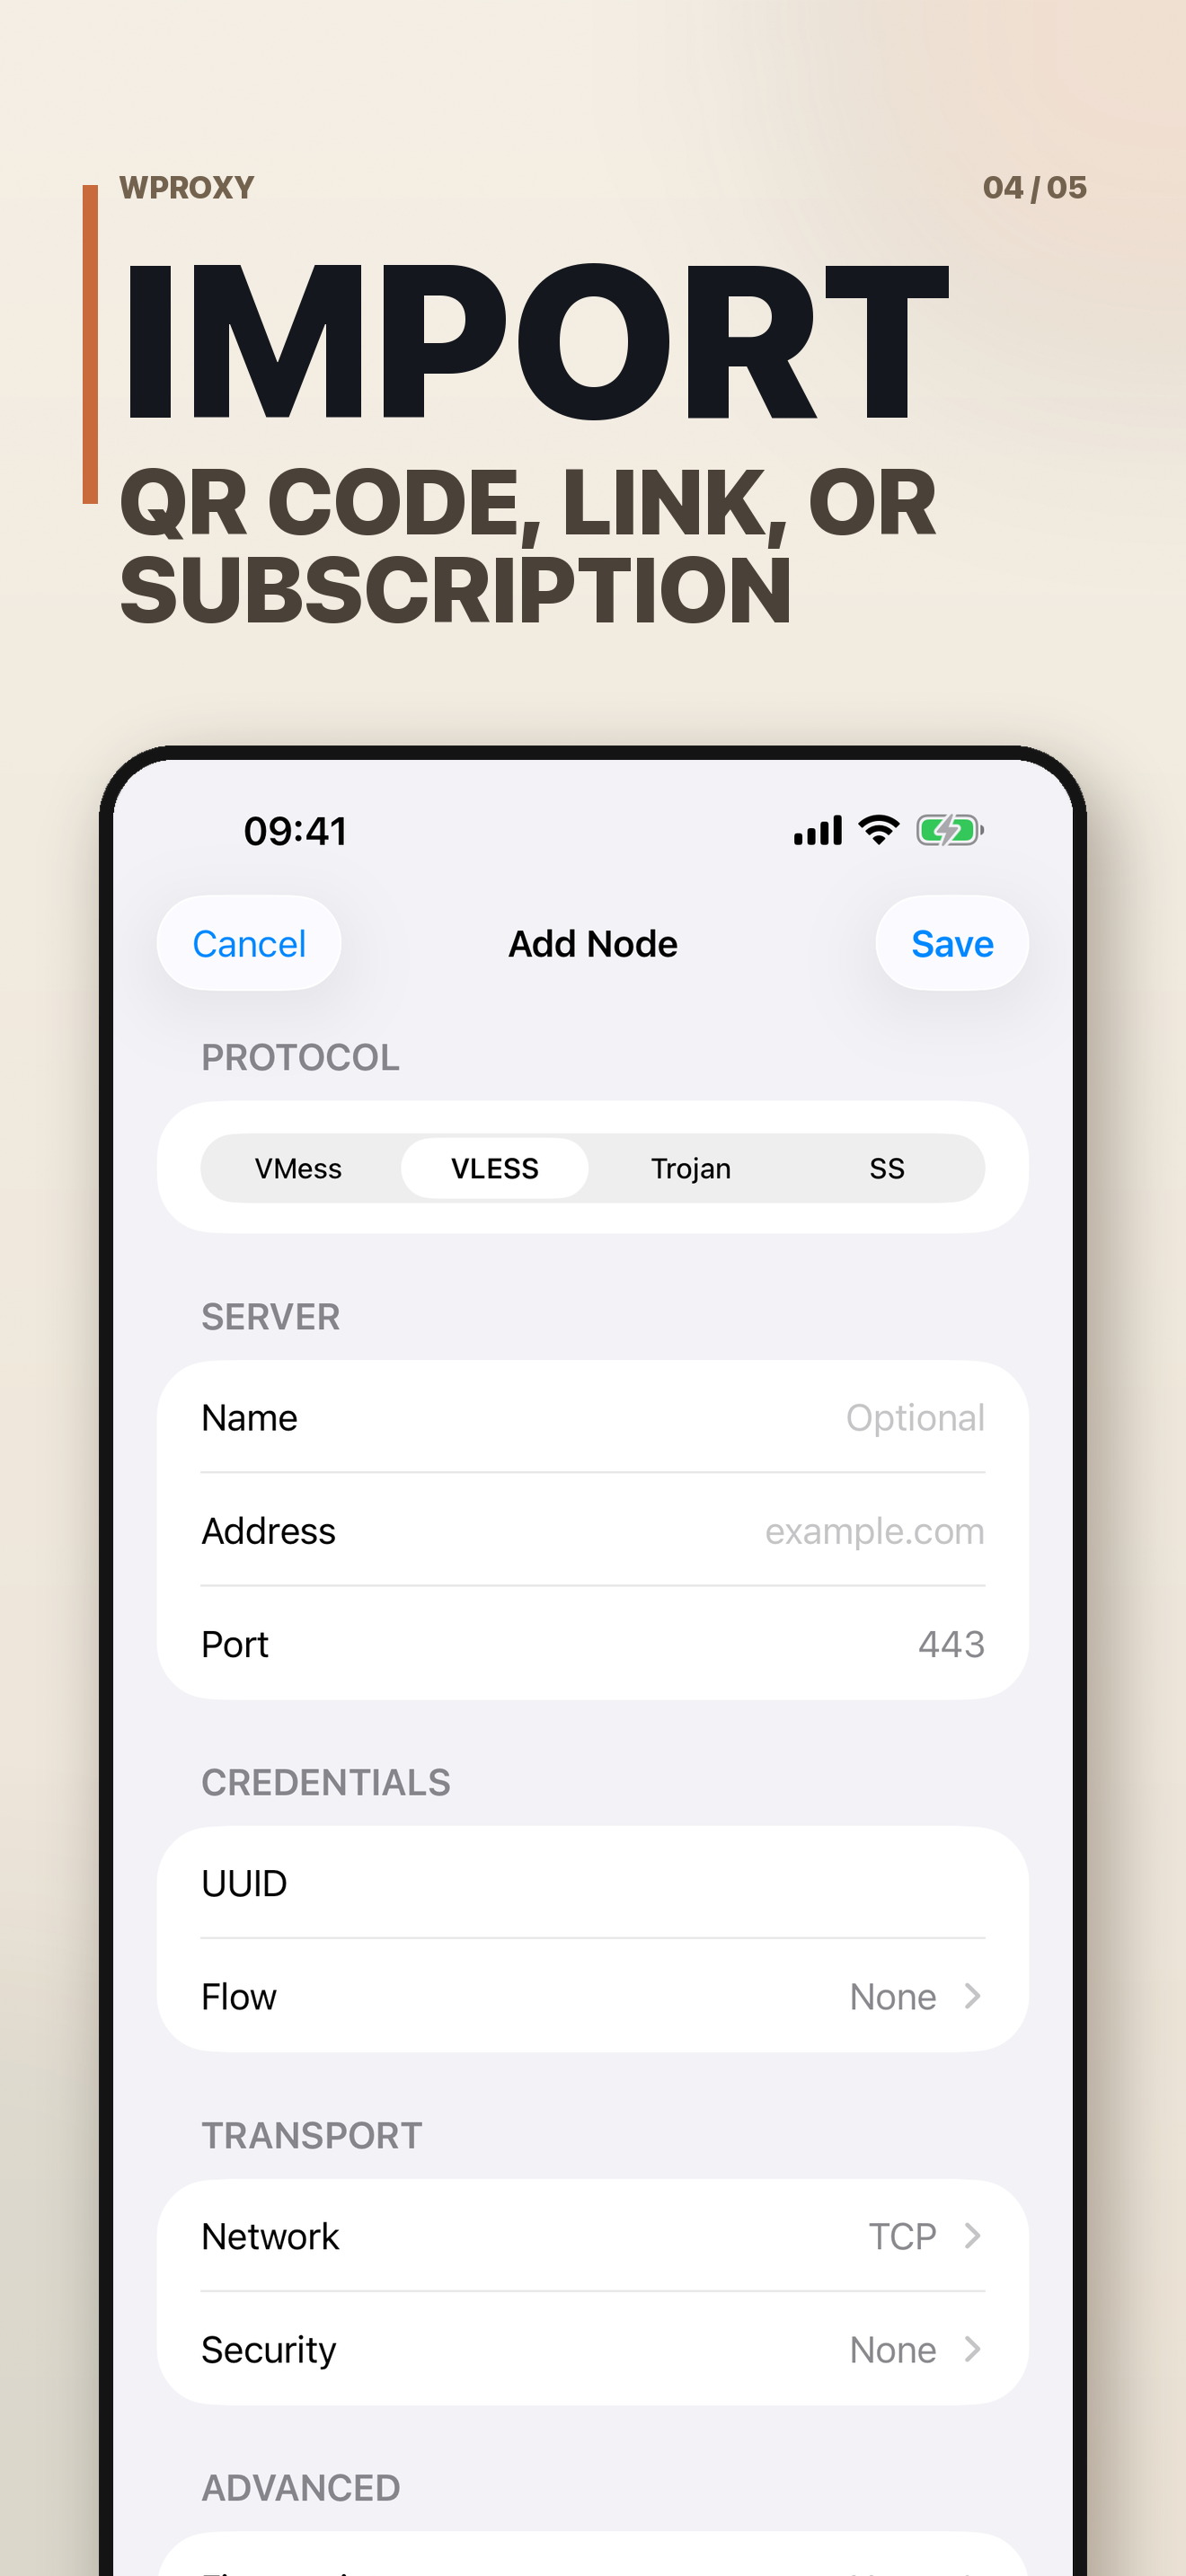 WPROXY
04 / 05
IMPORT
QR CODE, LINK, OR
SUBSCRIPTION
09:41
Cancel
Add Node
Save
PROTOCOL
VMess
VLESS
Trojan
SS
SERVER
Name
Optional
Address
example.com
Port
443
CREDENTIALS
UUID
Flow
None
TRANSPORT
Network
TCP
Security
None
ADVANCED